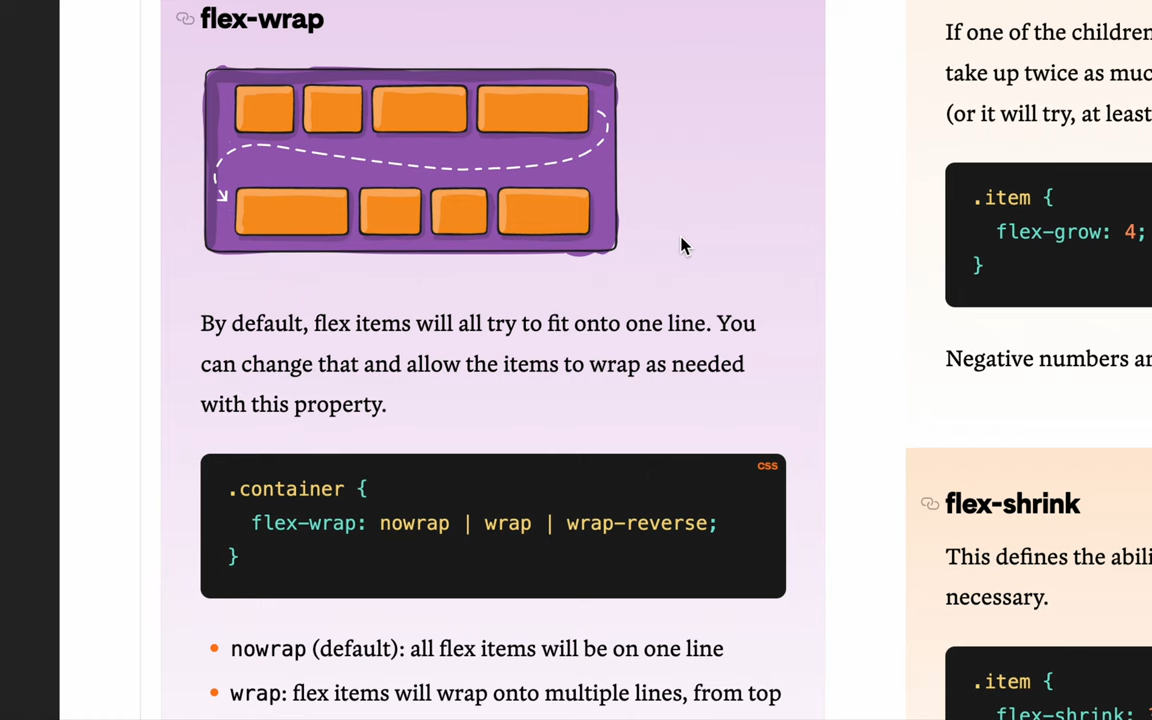 flex-wrap
By default, flex items will all try to fit onto one line. You
can change that and allow the items to wrap as needed
with this property.
CSS
.container {
flex-wrap: nowrap | wrap | wrap-reverse;
}
nowrap (default): all flex items will be on one line
wrap: flex items will wrap onto multiple lines, from top
If one of the children
take up twice as muc
(or it will try, at least
.item {
flex-grow: 4;
}
Negative numbers ar
flex-shrink
This defines the abili
necessary.
.item {
flex-shrink: